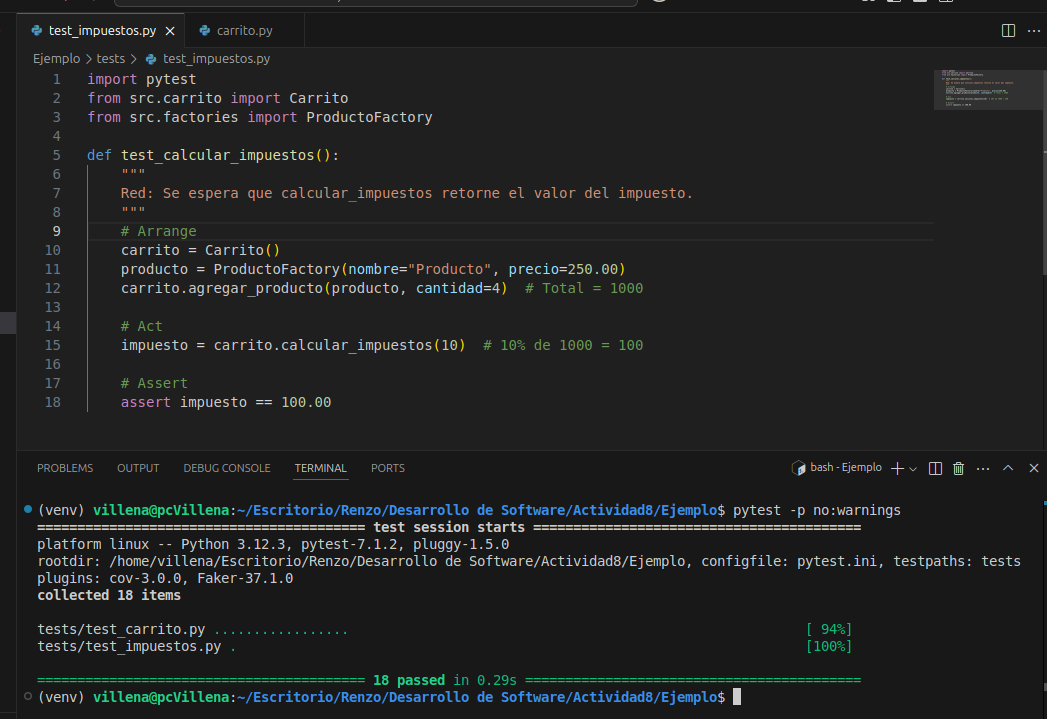 test_impuestos.py
carrito.py
Ejemplo > tests > test_impuestos.py
1 import pytest
2 from src.carrito import Carrito
3 from src.factories import ProductoFactory
4
5 def test_calcular_impuestos():
6 """
7 Red: Se espera que calcular_impuestos retorne el valor del impuesto.
8 """
9 # Arrange
10 carrito = Carrito()
11 producto = ProductoFactory(nombre="Producto", precio=250.00)
12 carrito.agregar_producto(producto, cantidad=4)  # Total = 1000
13
14 # Act
15 impuesto = carrito.calcular_impuestos(10)  # 10% de 1000 = 100
16
17 # Assert
18 assert impuesto == 100.00
PROBLEMS OUTPUT DEBUG CONSOLE TERMINAL PORTS
bash - Ejemplo
(venv) villena@pcVillena:~/Escritorio/Renzo/Desarrollo de Software/Actividad8/Ejemplo$ pytest -p no:warnings
========================================= test session starts =========================================
platform linux -- Python 3.12.3, pytest-7.1.2, pluggy-1.5.0
rootdir: /home/villena/Escritorio/Renzo/Desarrollo de Software/Actividad8/Ejemplo, configfile: pytest.ini, testpaths: tests
plugins: cov-3.0.0, Faker-37.1.0
collected 18 items
tests/test_carrito.py ................. [ 94%]
tests/test_impuestos.py . [100%]
========================================= 18 passed in 0.29s ==========================================
(venv) villena@pcVillena:~/Escritorio/Renzo/Desarrollo de Software/Actividad8/Ejemplo$